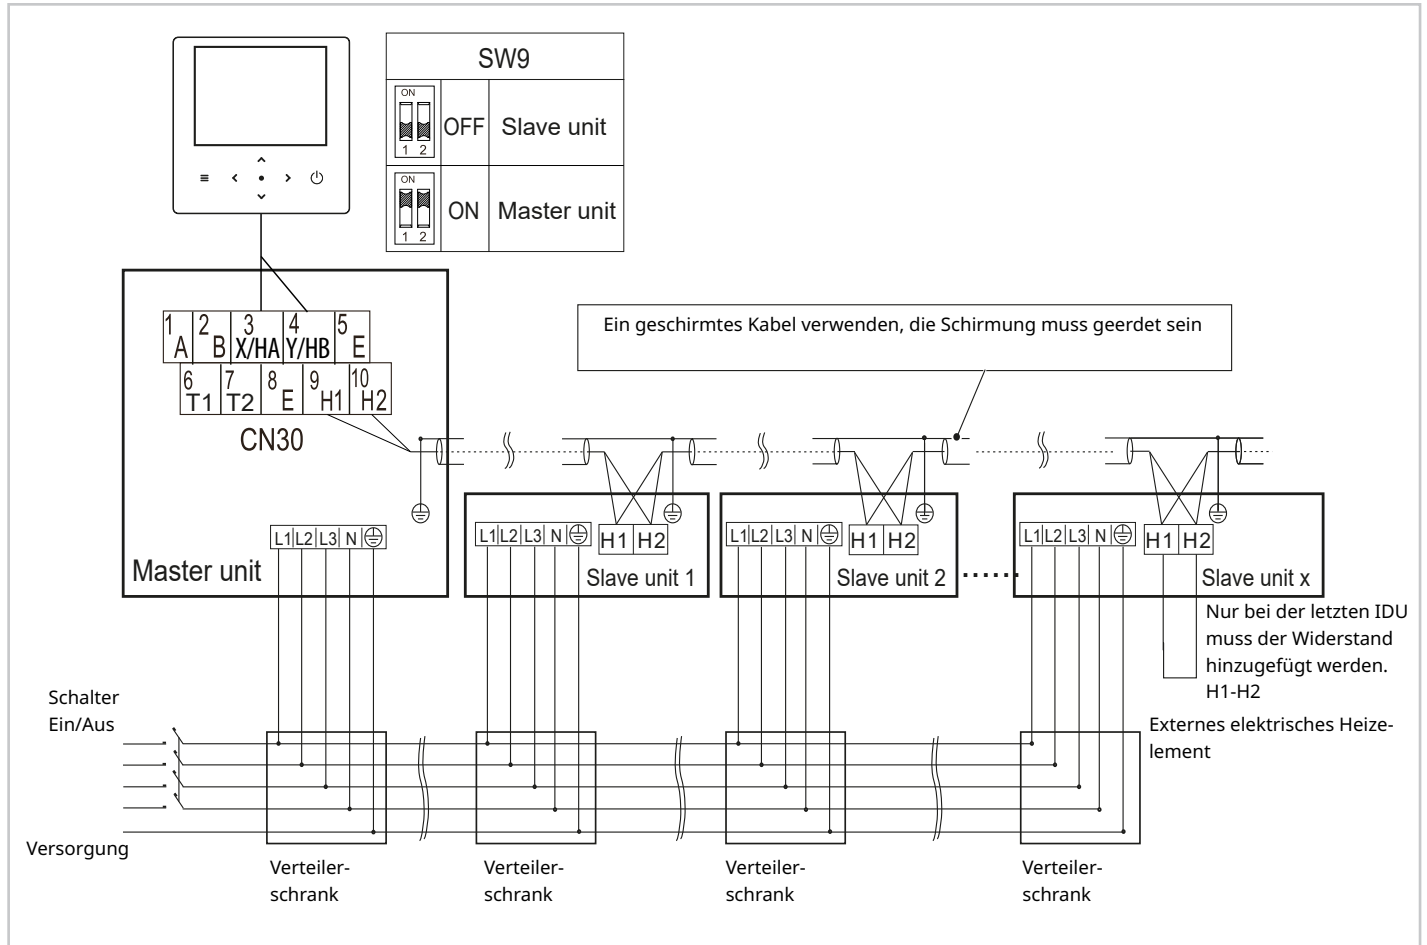 SW9
ON
1 2
OFF
Slave unit
ON
1 2
ON
Master unit
1 A
2 B
3 X/HA
4 Y/HB
5 E
6 T1
7 T2
8 E
9 H1
10 H2
CN30
Ein geschirmtes Kabel verwenden, die Schirmung muss geerdet sein
L1 L2 L3 N
Master unit
L1 L2 L3 N
H1 H2
Slave unit 1
L1 L2 L3 N
H1 H2
Slave unit 2
L1 L2 L3 N
H1 H2
Slave unit x
Nur bei der letzten IDU
muss der Widerstand
hinzugefügt werden.
H1-H2
Schalter
Ein/Aus
Externes elektrisches Heize-
lement
Versorgung
Verteiler-
schrank
Verteiler-
schrank
Verteiler-
schrank
Verteiler-
schrank